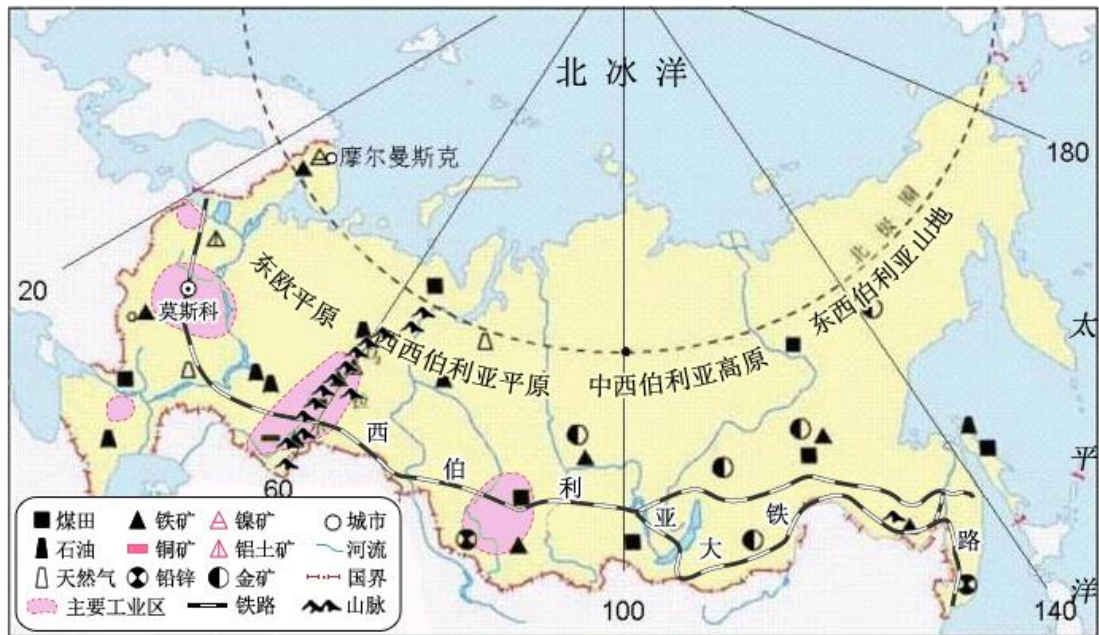 北冰洋
180
摩尔曼斯克
北极圈
20
莫斯科
东欧平原
西西伯利亚平原
中西伯利亚高原
东西伯利亚山地
太平洋
西伯利亚大铁路
60
100
140
煤田 铁矿 镍矿 城市
石油 铜矿 铝土矿 河流
天然气 铅锌 金矿 国界
主要工业区 铁路 山脉